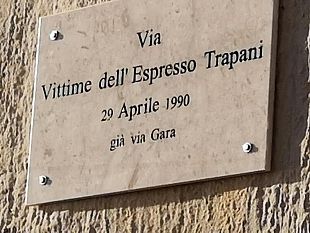 Via
Vittime dell'Espresso Trapani
29 Aprile 1990
già via Gara